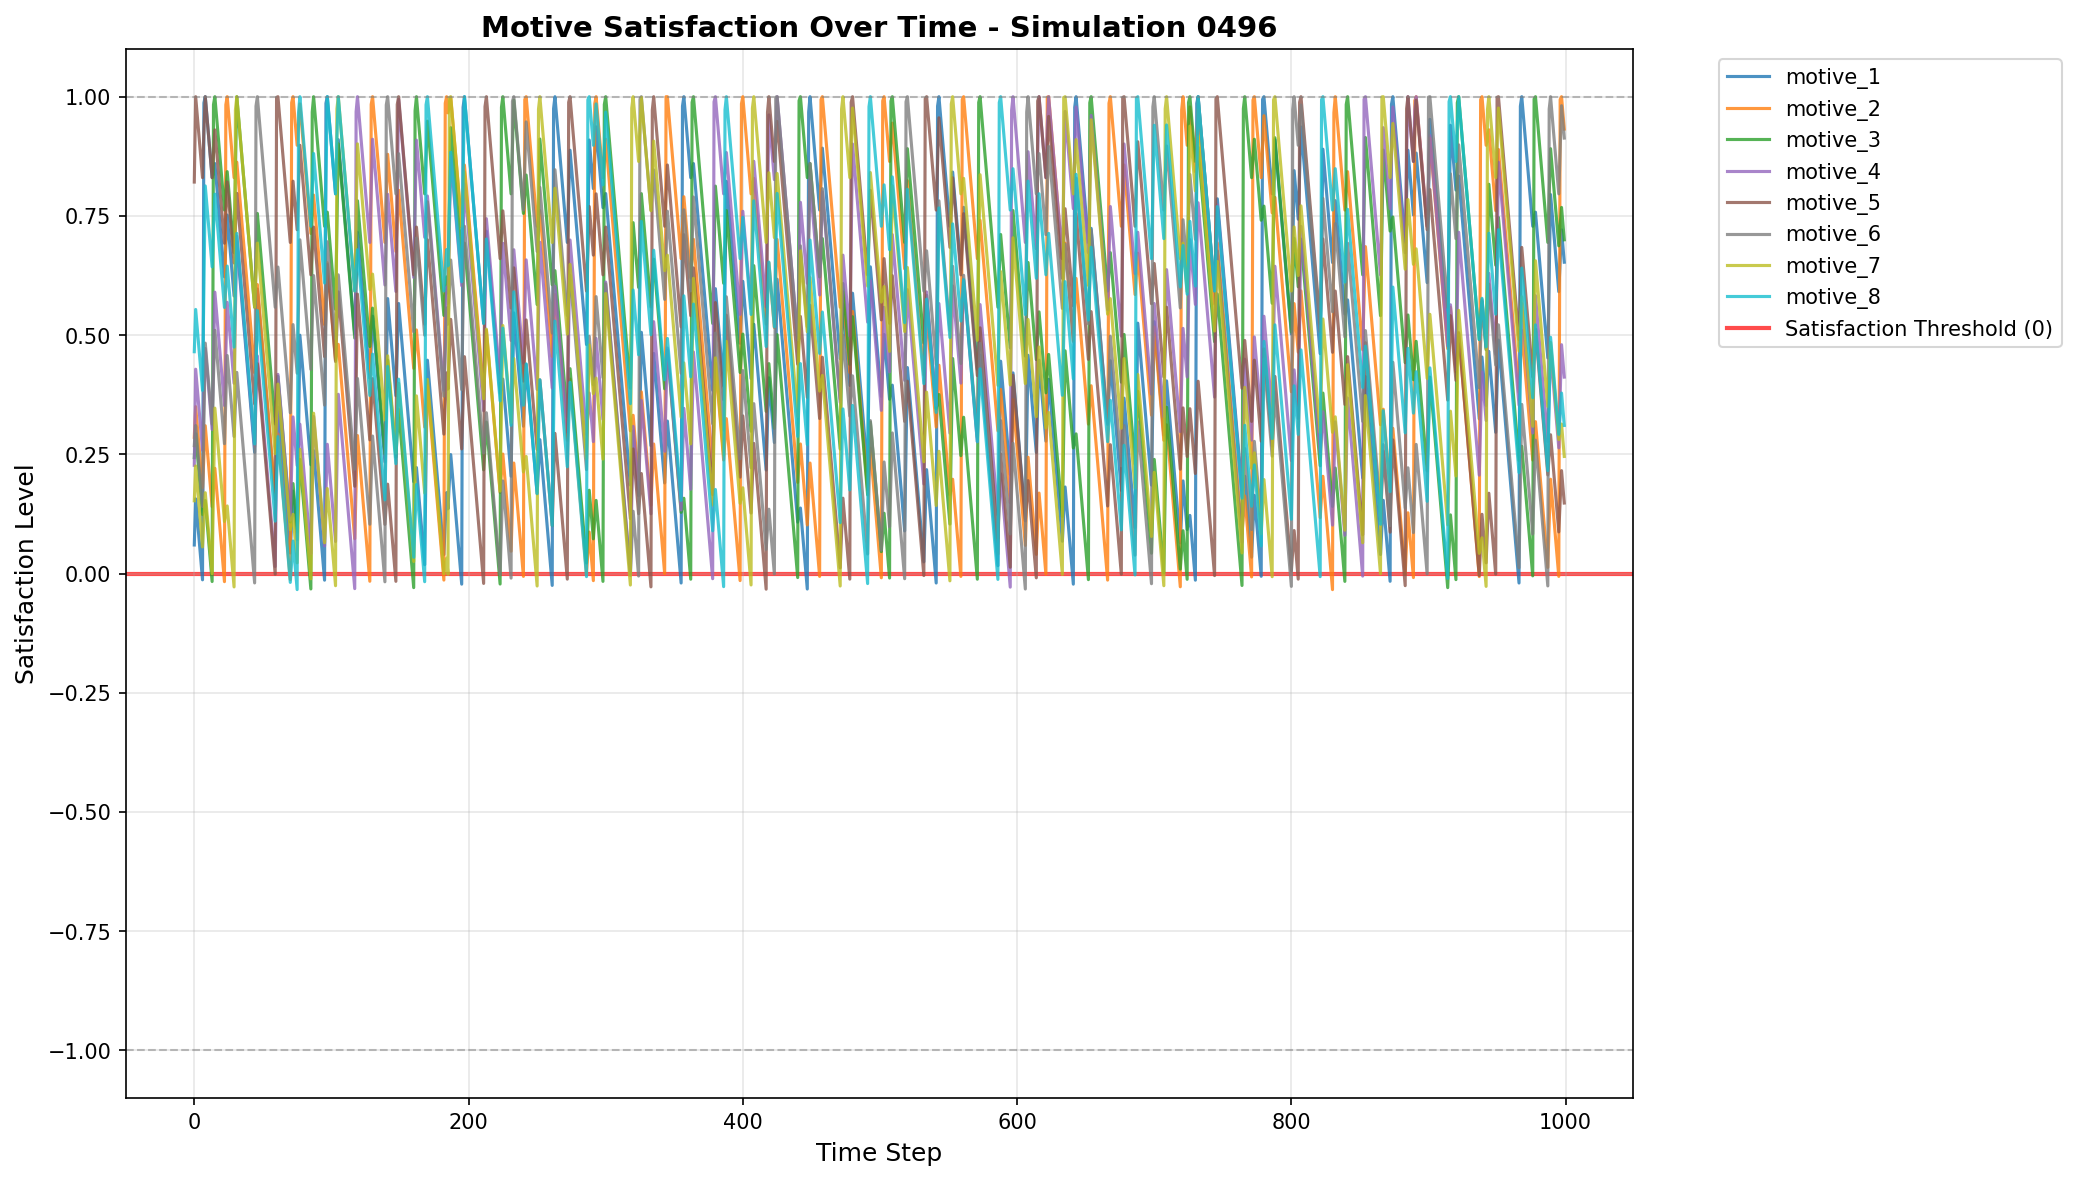 Motive Satisfaction Over Time - Simulation 0496
motive_1
motive_2
motive_3
motive_4
motive_5
motive_6
motive_7
motive_8
Satisfaction Threshold (0)
Satisfaction Level
1.00
0.75
0.50
0.25
0.00
−0.25
−0.50
−0.75
−1.00
0 200 400 600 800 1000
Time Step